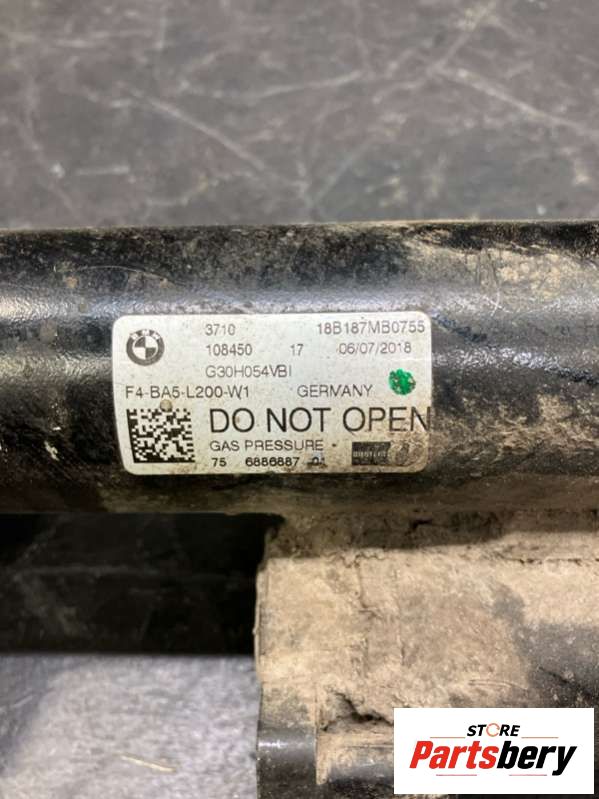 BMW
3710 18B187MB0755
108450 17 06/07/2018
G30H054VBI
F4-BA5-L200-W1 GERMANY
DO NOT OPEN
GAS PRESSURE
75 6886887
STORE
Partsbery